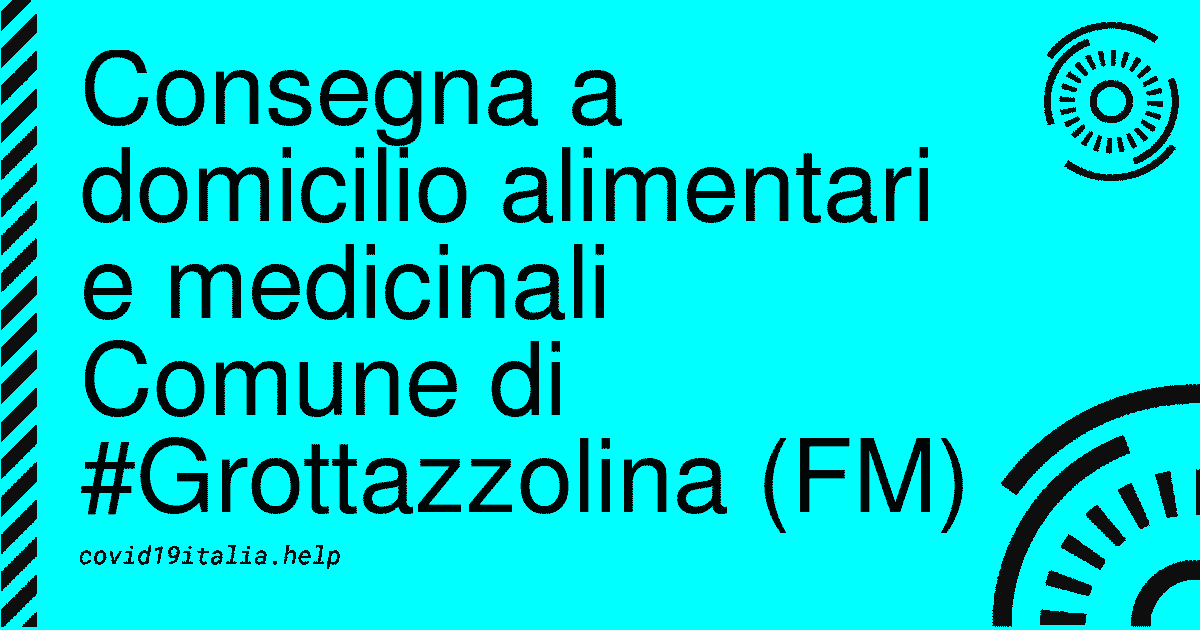 Consegna a
domicilio alimentari
e medicinali
Comune di
#Grottazzolina (FM)
covid19italia.help